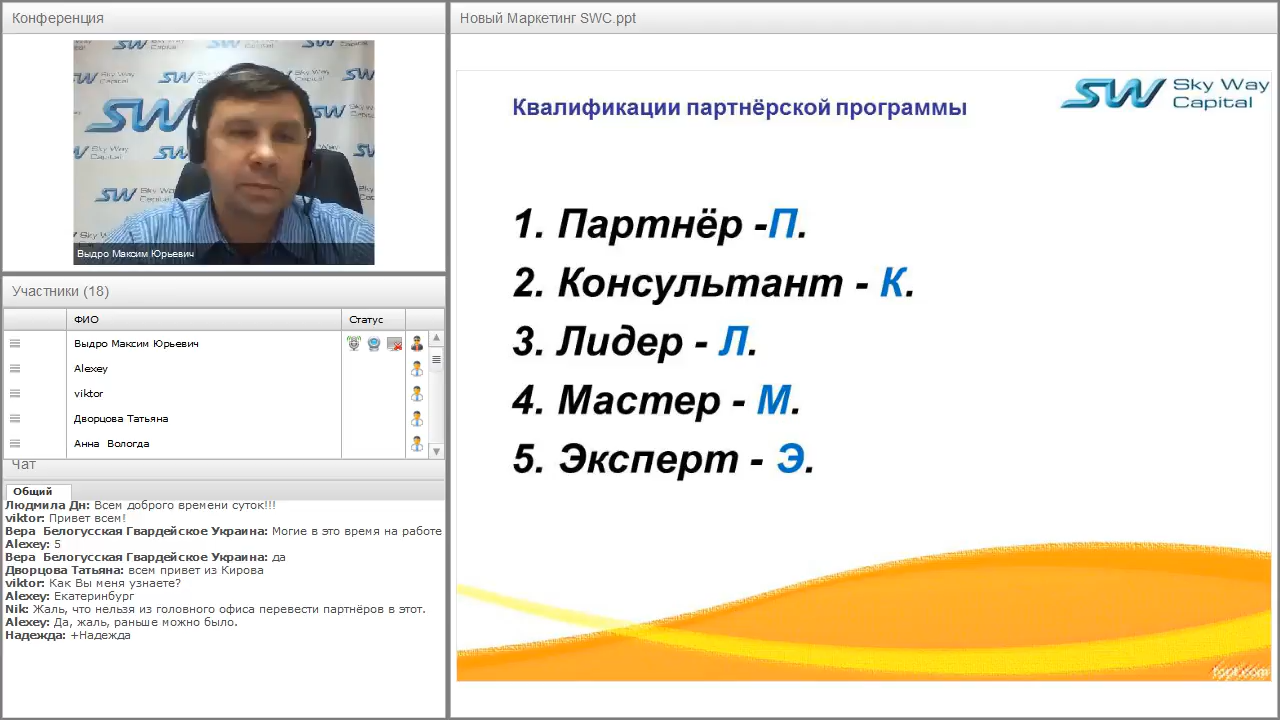 Конференция
Sky Way
Capital
Выдро Максим Юрьевич
Участники (18)
ФИО
Статус
Выдро Максим Юрьевич
Alexey
viktor
Дворцова Татьяна
Анна Вологда
Чат
Общий
Людмила Дн: Всем доброго времени суток!!!
viktor: Привет всем!
Вера Белогусская Гвардейское Украина: Могие в это время на работе
Alexey: 5
Вера Белогусская Гвардейское Украина: да
Дворцова Татьяна: всем привет из Кирова
viktor: Как Вы меня узнаете?
Alexey: Екатеринбург
Nik: Жаль, что нельзя из головного офиса перевести партнёров в этот.
Alexey: Да, жаль, раньше можно было.
Надежда: +Надежда
Новый Маркетинг SWC.ppt
SW Sky Way
Capital
Квалификации партнёрской программы
1. Партнёр -П.
2. Консультант - К.
3. Лидер - Л.
4. Мастер - М.
5. Эксперт - Э.
fppt.com